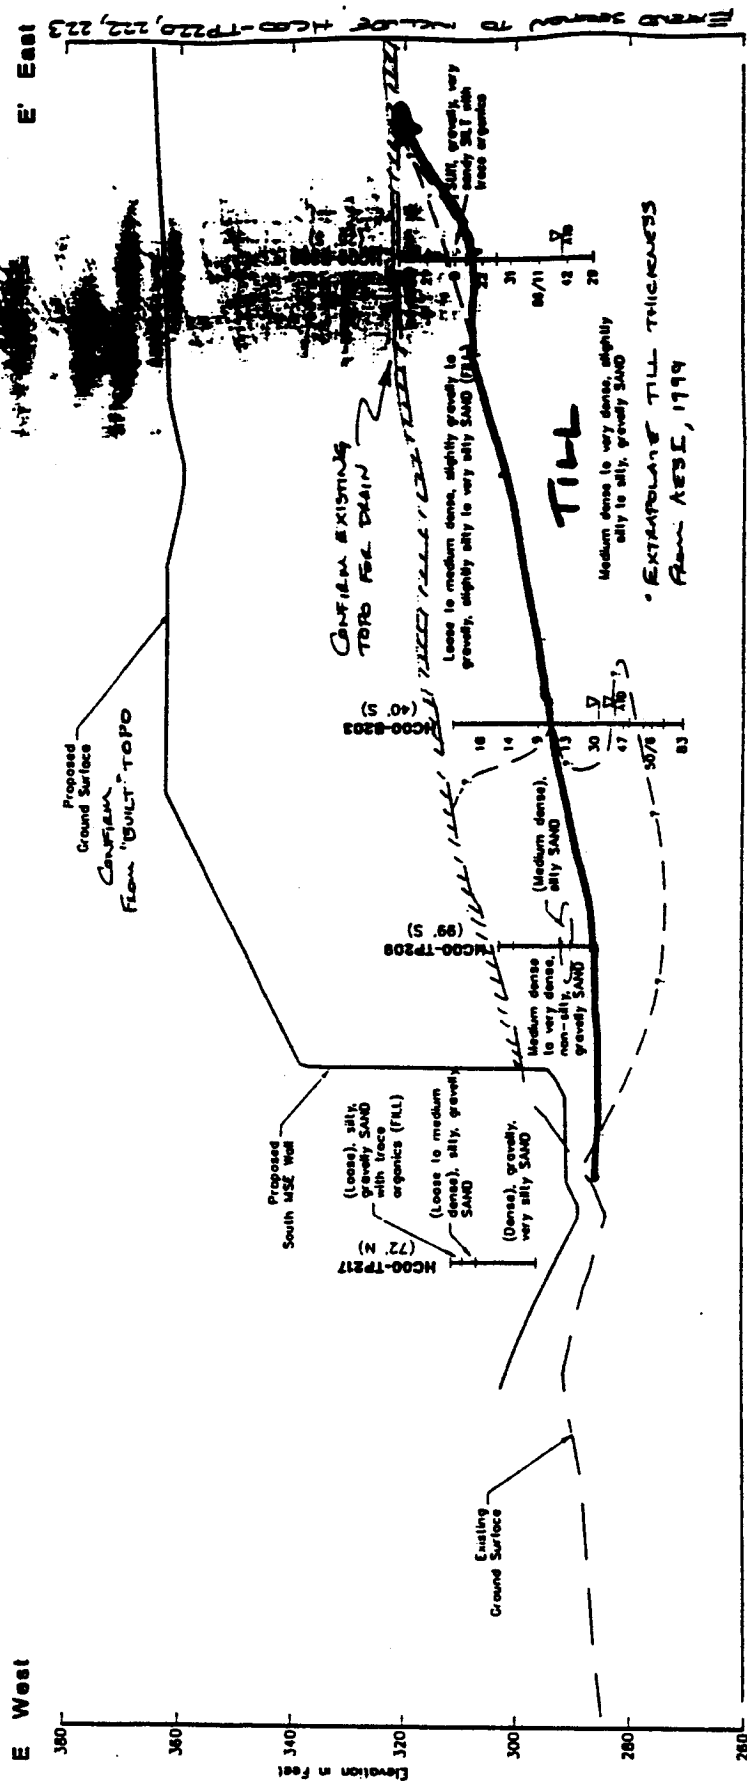 E West
E' East
EXTEND SECTION TO INCLUDE HC00-TP220, 222, 223
380
360
340
320
300
280
260
Elevation in Feet
Proposed
Ground Surface
CONFIRM
FROM "BUILT" TOPO
CONFIRM EXISTING
TOPO FOR DRAIN
Proposed
South MSE Wall
Existing
Ground Surface
HC00-TP217
(72' N)
(Loose), silty,
gravelly SAND
with trace
organics (FILL)
(Loose to medium
dense), silty, gravelly
SAND
(Dense), gravelly,
very silty SAND
HC00-TP209
(99' S)
Medium dense
to very dense,
non-silty,
gravelly SAND
(Medium dense),
silty SAND
HC00-B203
(40' S)
16
14
9
13
30
47
50/6
83
ATD
?
Loose to medium dense, slightly gravelly to
gravelly, slightly silty to very silty SAND (FILL)
gravelly, very
sandy SILT with
trace organics
22
31
86/11
42
29
ATD
TILL
Medium dense to very dense, slightly
silty to silty, gravelly SAND
* EXTRAPOLATE TILL THICKNESS
FROM AESI, 1999